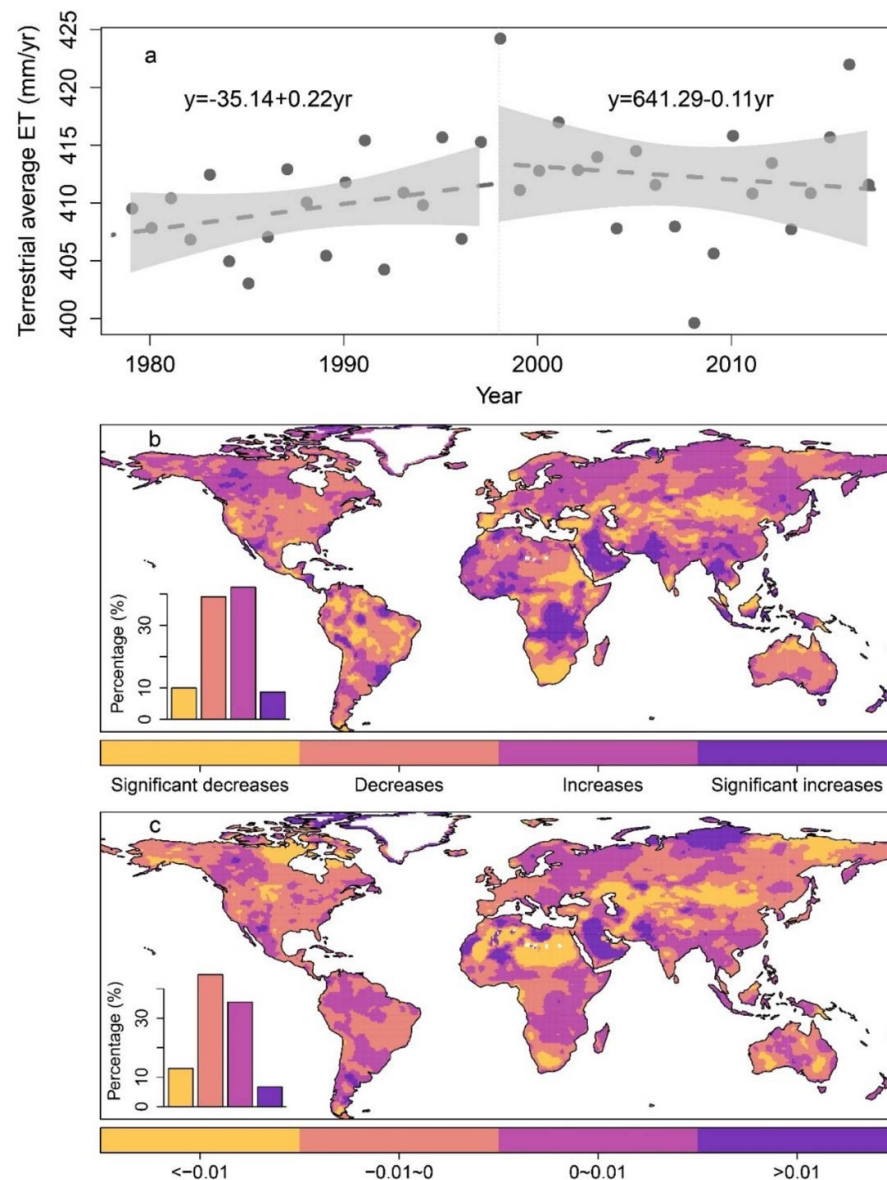 a
y=-35.14+0.22yr
y=641.29-0.11yr
Terrestrial average ET (mm/yr)
425
420
415
410
405
400
1980
1990
2000
2010
Year
b
Percentage (%)
30
10
0
Significant decreases
Decreases
Increases
Significant increases
c
Percentage (%)
30
10
0
<−0.01
−0.01~0
0~0.01
>0.01